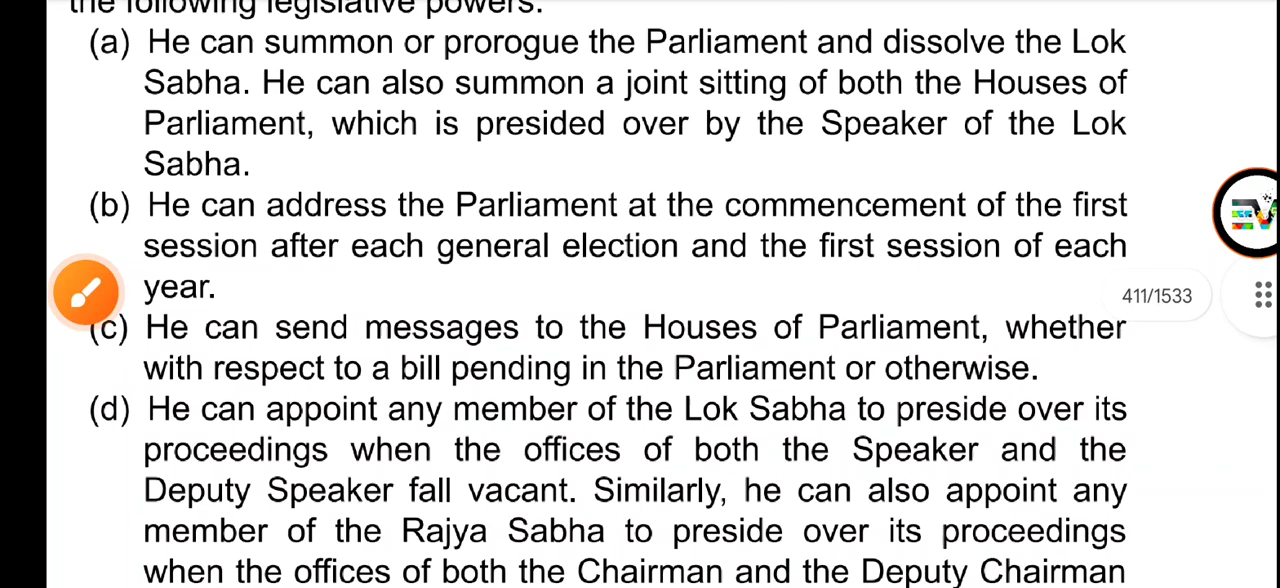 the following legislative powers:
(a) He can summon or prorogue the Parliament and dissolve the Lok
Sabha. He can also summon a joint sitting of both the Houses of
Parliament, which is presided over by the Speaker of the Lok
Sabha.
(b) He can address the Parliament at the commencement of the first
session after each general election and the first session of each
year.
(c) He can send messages to the Houses of Parliament, whether
with respect to a bill pending in the Parliament or otherwise.
(d) He can appoint any member of the Lok Sabha to preside over its
proceedings when the offices of both the Speaker and the
Deputy Speaker fall vacant. Similarly, he can also appoint any
member of the Rajya Sabha to preside over its proceedings
when the offices of both the Chairman and the Deputy Chairman
411/1533
EV